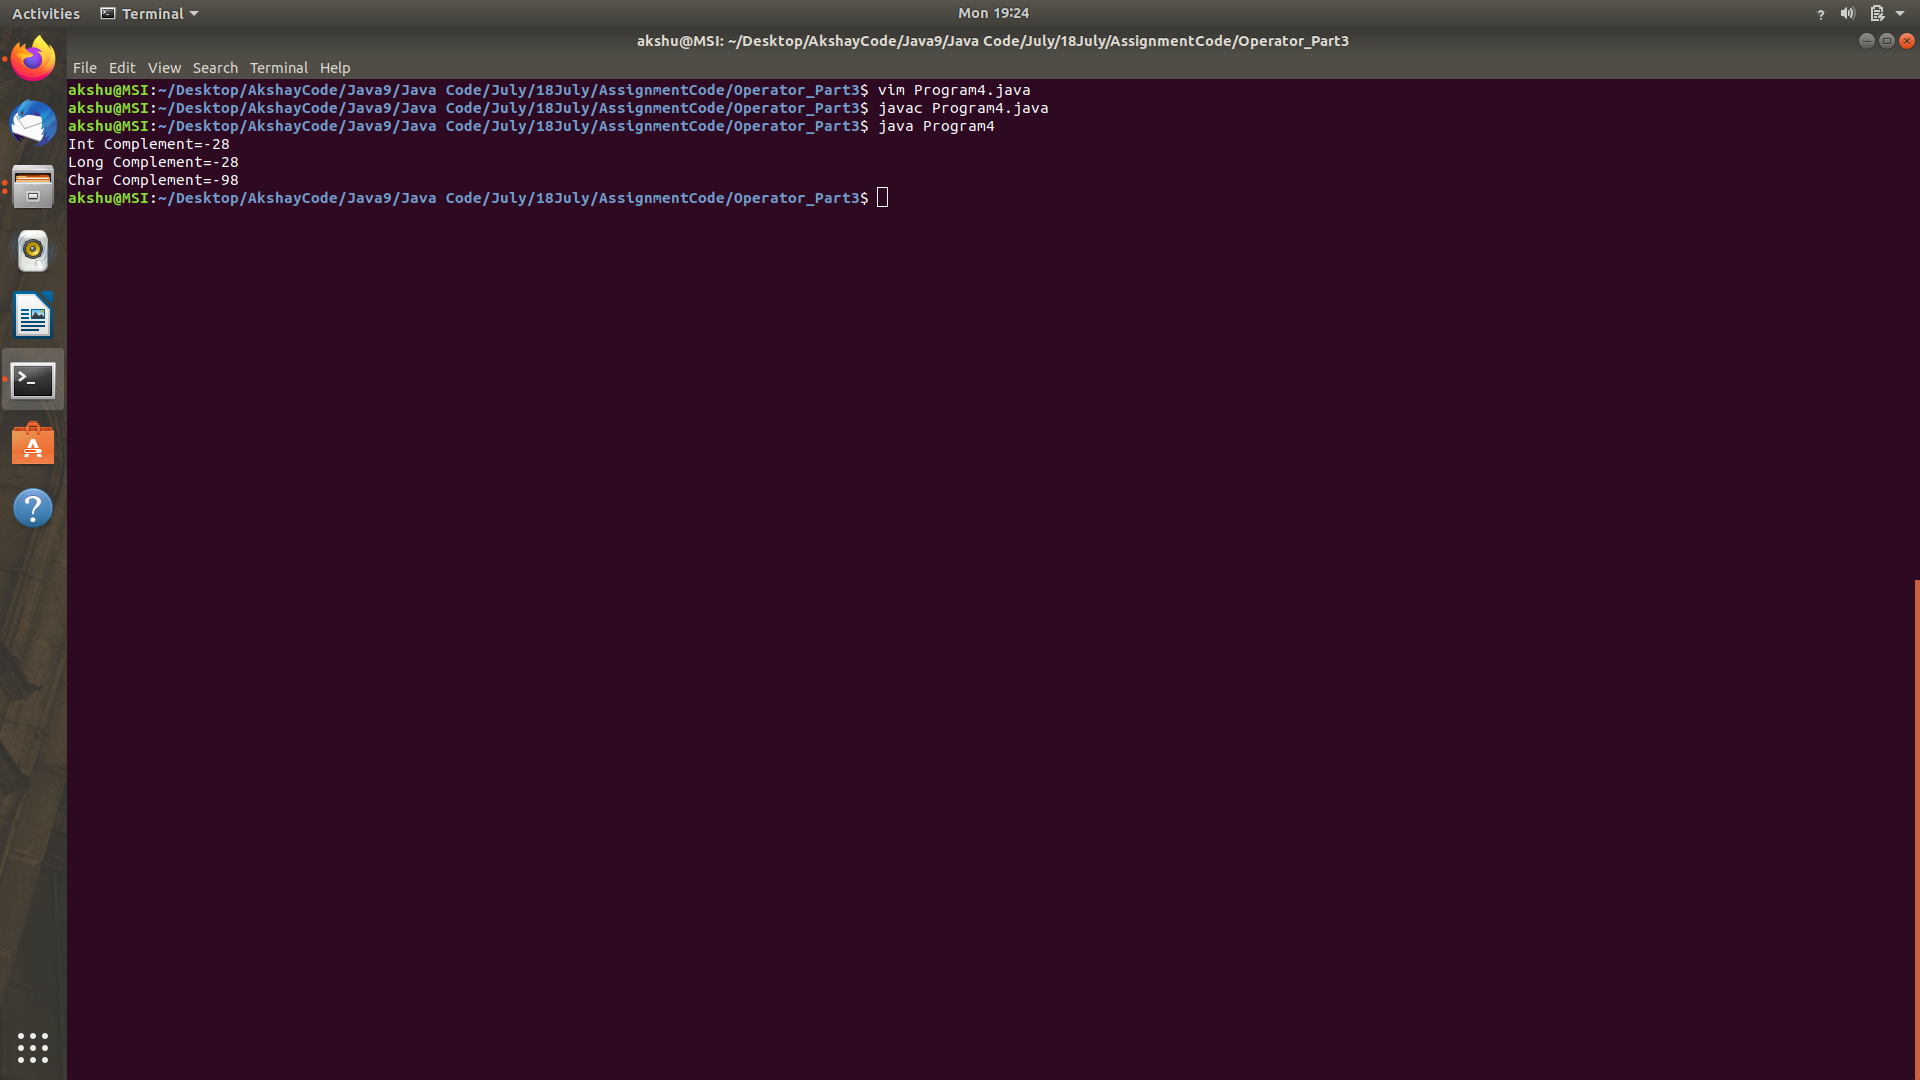 Activities Terminal Mon 19:24
akshu@MSI: ~/Desktop/AkshayCode/Java9/Java Code/July/18July/AssignmentCode/Operator_Part3
File Edit View Search Terminal Help
akshu@MSI:~/Desktop/AkshayCode/Java9/Java Code/July/18July/AssignmentCode/Operator_Part3$ vim Program4.java
akshu@MSI:~/Desktop/AkshayCode/Java9/Java Code/July/18July/AssignmentCode/Operator_Part3$ javac Program4.java
akshu@MSI:~/Desktop/AkshayCode/Java9/Java Code/July/18July/AssignmentCode/Operator_Part3$ java Program4
Int Complement=-28
Long Complement=-28
Char Complement=-98
akshu@MSI:~/Desktop/AkshayCode/Java9/Java Code/July/18July/AssignmentCode/Operator_Part3$